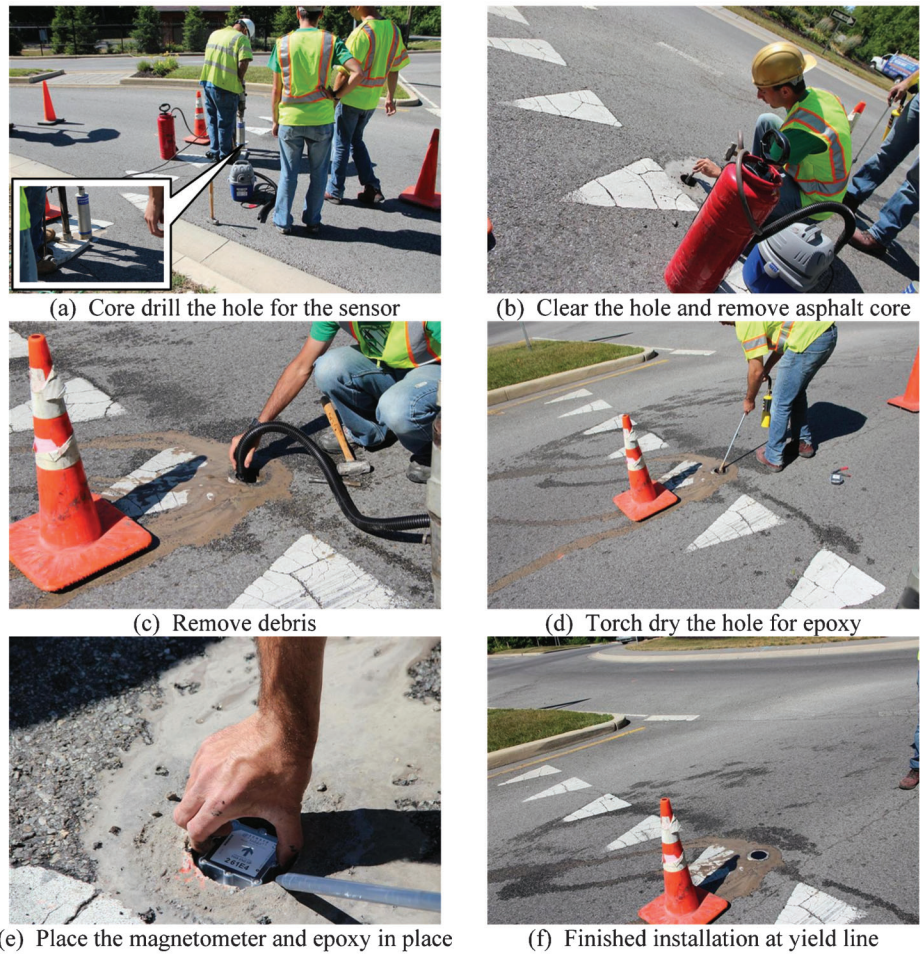 (a) Core drill the hole for the sensor
(b) Clear the hole and remove asphalt core
(c) Remove debris
(d) Torch dry the hole for epoxy
261E4
(e) Place the magnetometer and epoxy in place
(f) Finished installation at yield line